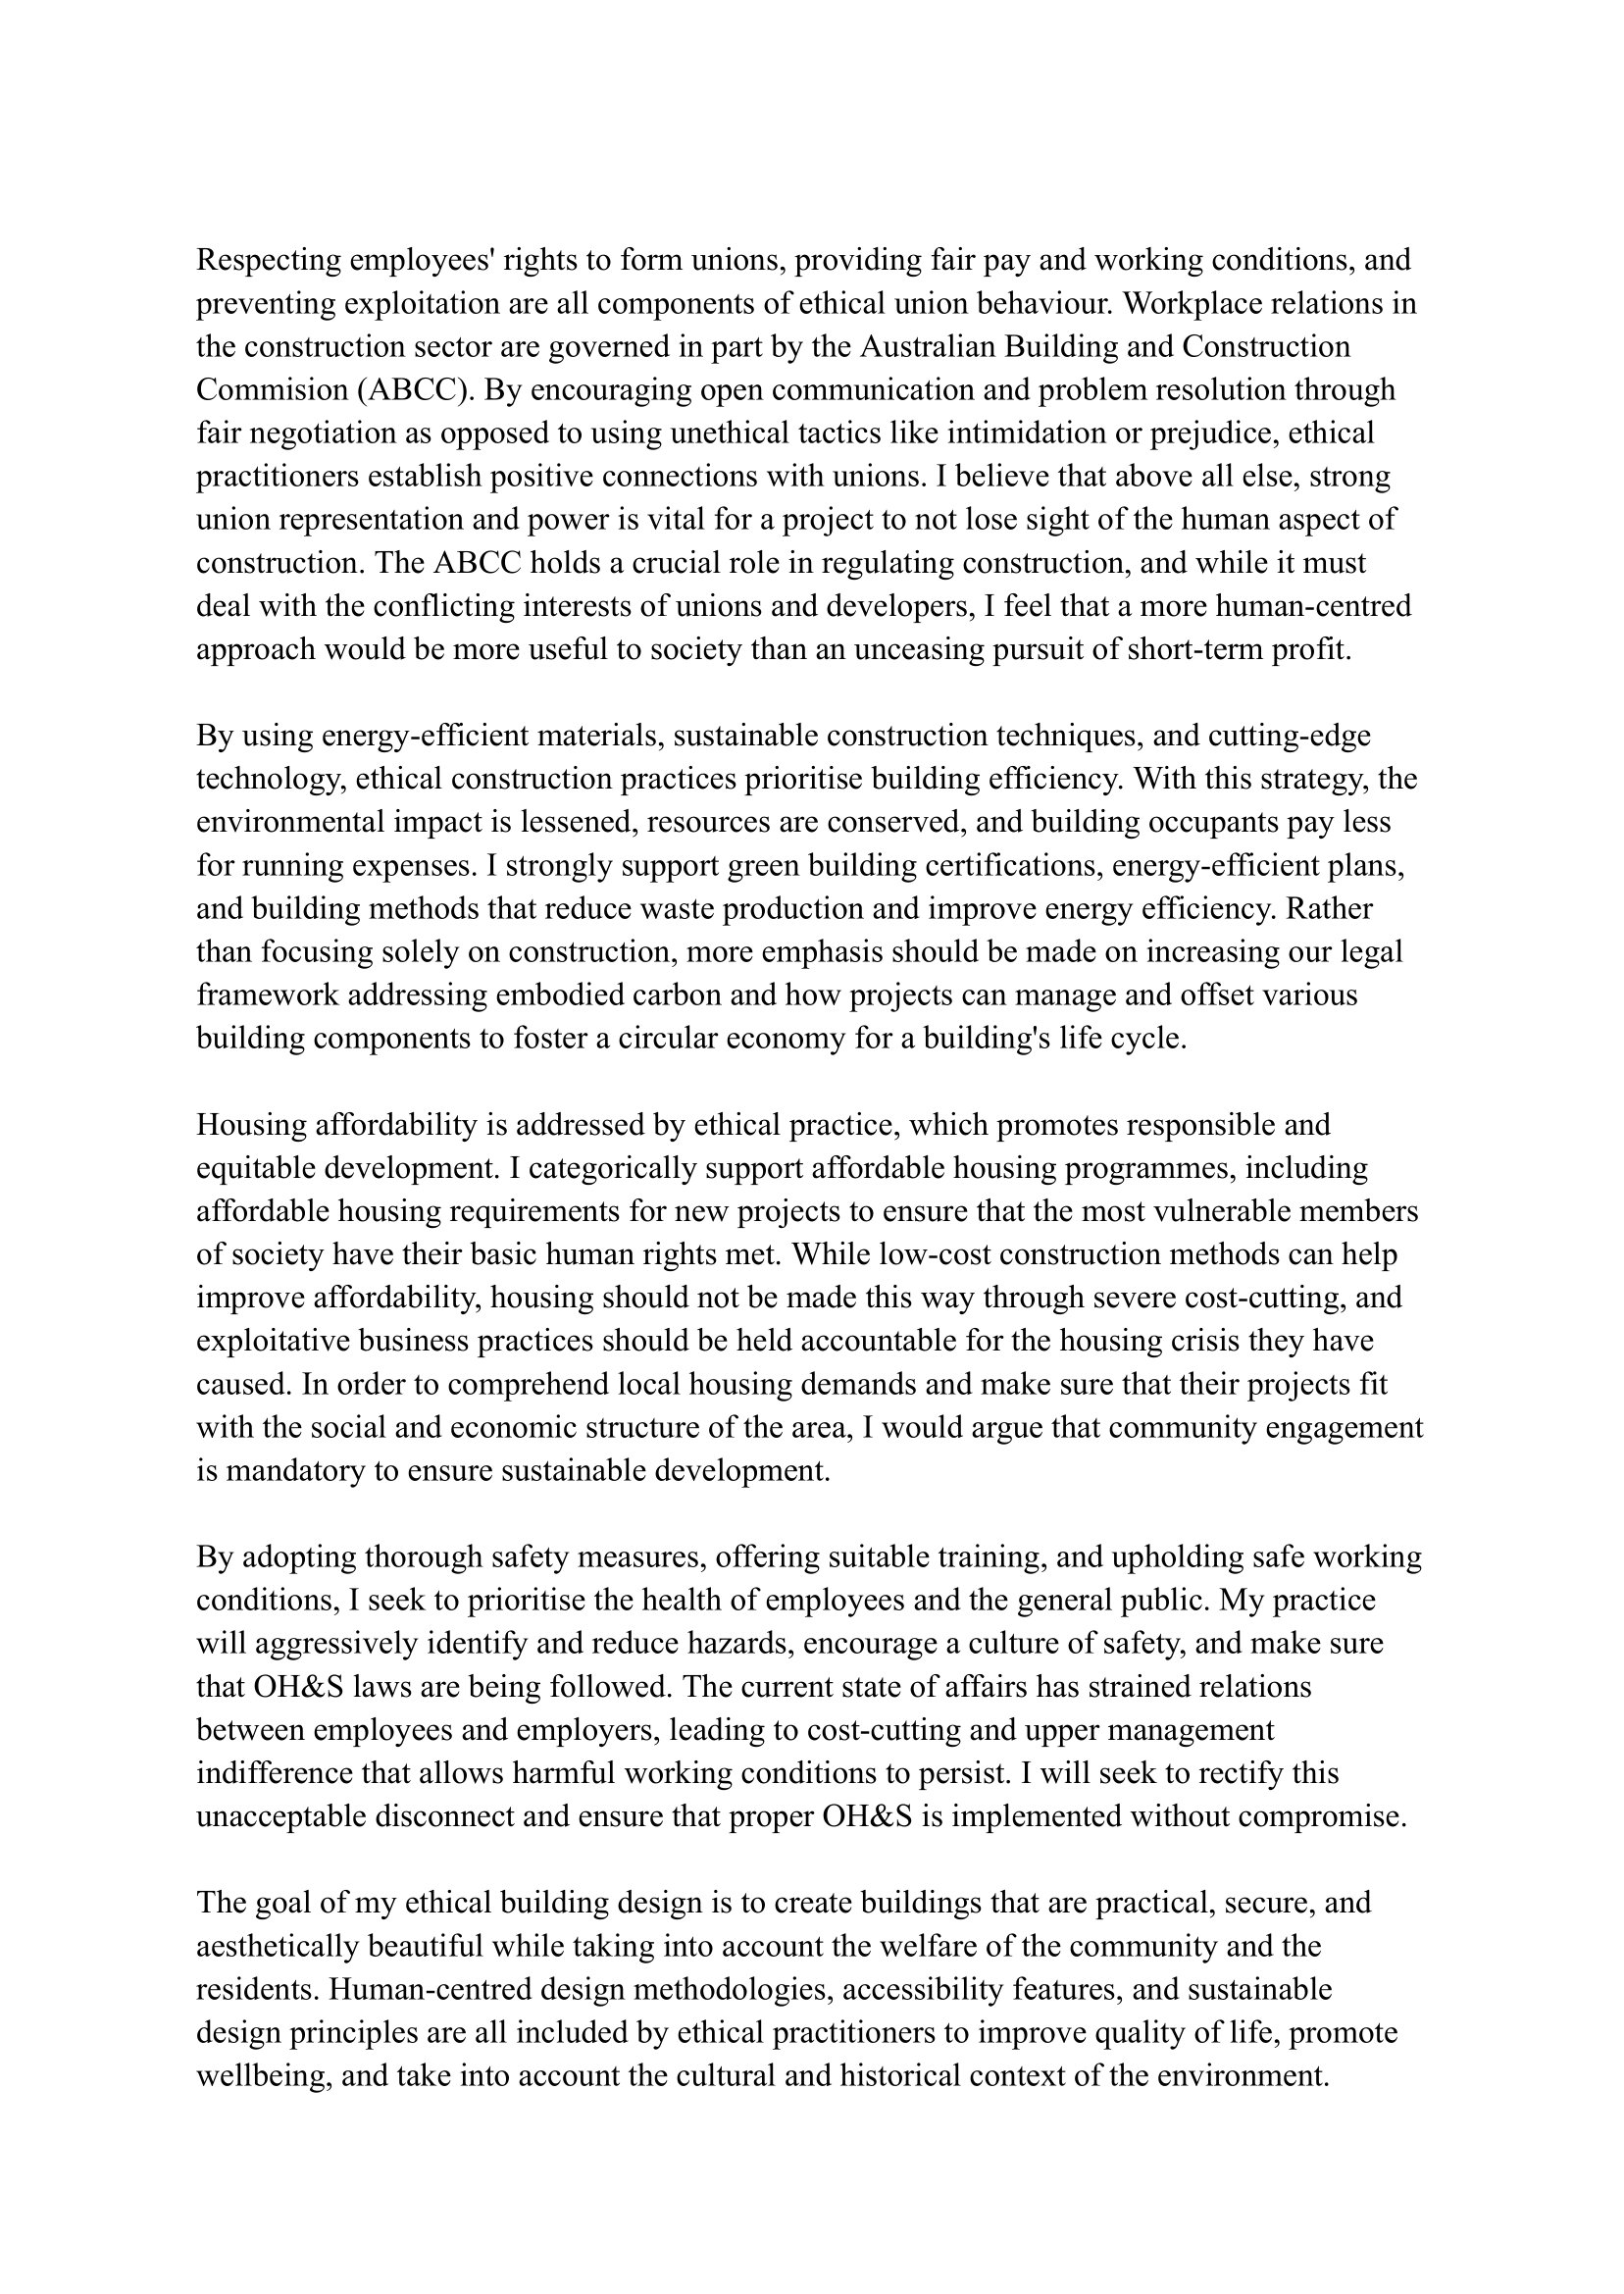 Respecting employees' rights to form unions, providing fair pay and working conditions, and
preventing exploitation are all components of ethical union behaviour. Workplace relations in
the construction sector are governed in part by the Australian Building and Construction
Commision (ABCC). By encouraging open communication and problem resolution through
fair negotiation as opposed to using unethical tactics like intimidation or prejudice, ethical
practitioners establish positive connections with unions. I believe that above all else, strong
union representation and power is vital for a project to not lose sight of the human aspect of
construction. The ABCC holds a crucial role in regulating construction, and while it must
deal with the conflicting interests of unions and developers, I feel that a more human-centred
approach would be more useful to society than an unceasing pursuit of short-term profit.
By using energy-efficient materials, sustainable construction techniques, and cutting-edge
technology, ethical construction practices prioritise building efficiency. With this strategy, the
environmental impact is lessened, resources are conserved, and building occupants pay less
for running expenses. I strongly support green building certifications, energy-efficient plans,
and building methods that reduce waste production and improve energy efficiency. Rather
than focusing solely on construction, more emphasis should be made on increasing our legal
framework addressing embodied carbon and how projects can manage and offset various
building components to foster a circular economy for a building's life cycle.
Housing affordability is addressed by ethical practice, which promotes responsible and
equitable development. I categorically support affordable housing programmes, including
affordable housing requirements for new projects to ensure that the most vulnerable members
of society have their basic human rights met. While low-cost construction methods can help
improve affordability, housing should not be made this way through severe cost-cutting, and
exploitative business practices should be held accountable for the housing crisis they have
caused. In order to comprehend local housing demands and make sure that their projects fit
with the social and economic structure of the area, I would argue that community engagement
is mandatory to ensure sustainable development.
By adopting thorough safety measures, offering suitable training, and upholding safe working
conditions, I seek to prioritise the health of employees and the general public. My practice
will aggressively identify and reduce hazards, encourage a culture of safety, and make sure
that OH&S laws are being followed. The current state of affairs has strained relations
between employees and employers, leading to cost-cutting and upper management
indifference that allows harmful working conditions to persist. I will seek to rectify this
unacceptable disconnect and ensure that proper OH&S is implemented without compromise.
The goal of my ethical building design is to create buildings that are practical, secure, and
aesthetically beautiful while taking into account the welfare of the community and the
residents. Human-centred design methodologies, accessibility features, and sustainable
design principles are all included by ethical practitioners to improve quality of life, promote
wellbeing, and take into account the cultural and historical context of the environment.